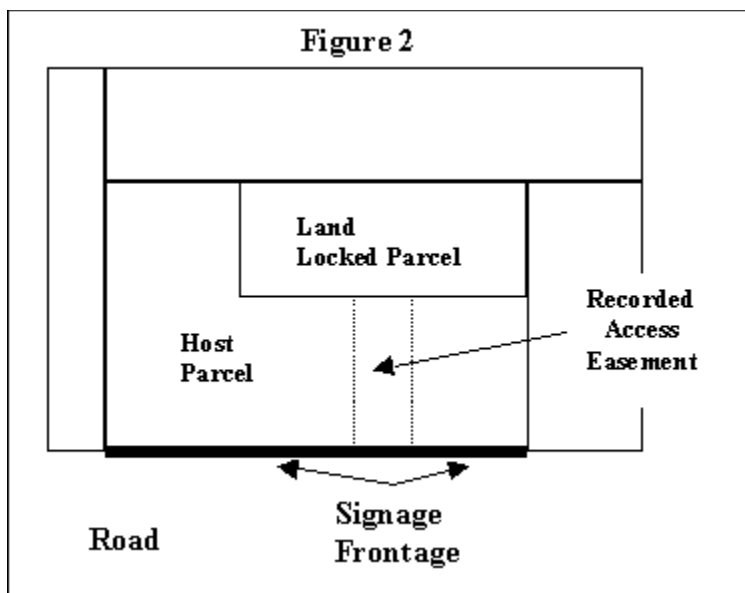 Figure 2
Land
Locked Parcel
Recorded
Access
Easement
Host
Parcel
Signage
Frontage
Road